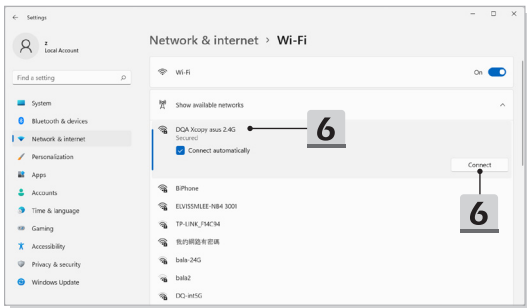 Settings
z
Local Account
Find a setting
System
Bluetooth & devices
Network & internet
Personalization
Apps
Accounts
Time & language
Gaming
Accessibility
Privacy & security
Windows Update
Network & internet › Wi-Fi
Wi-Fi
On
Show available networks
DQA Xcopy asus 2.4G
Secured
Connect automatically
6
Connect
6
BiPhone
ELVISSMLEE-NB4 3001
TP-LINK_F14C94
我的網路有密碼
bala-24G
bala2
DQ-int5G